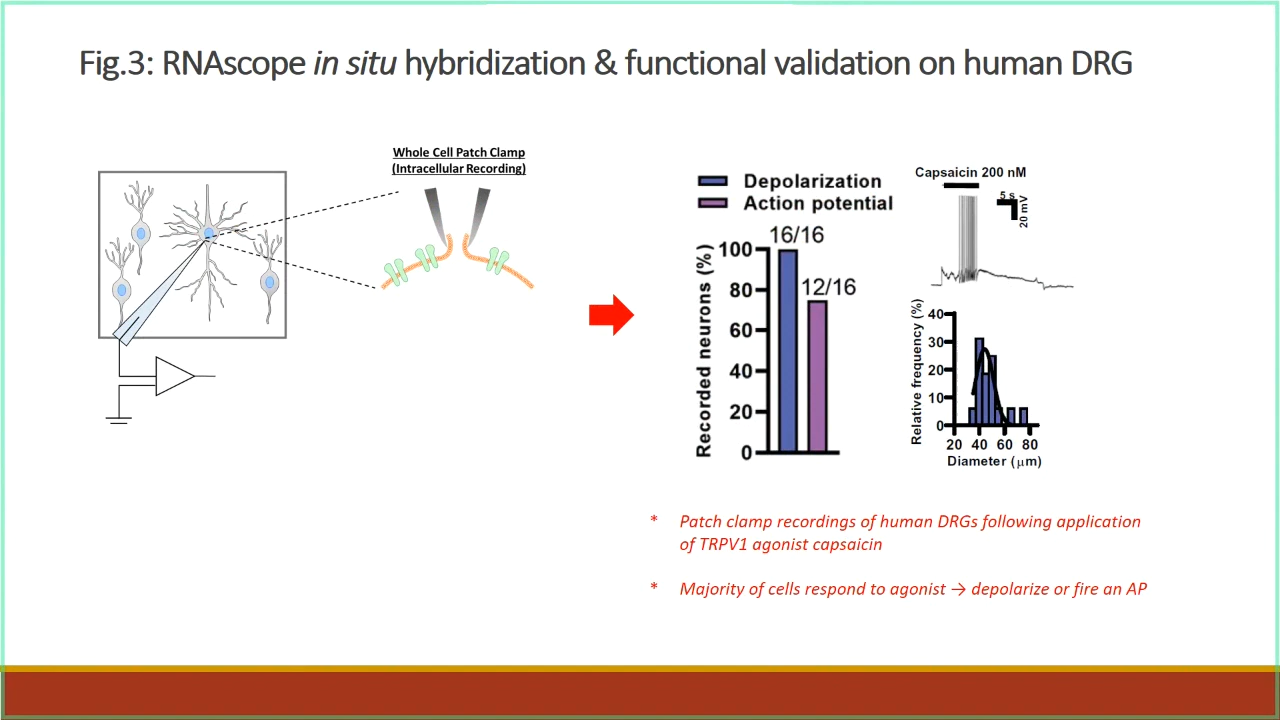 Fig.3: RNAscope in situ hybridization & functional validation on human DRG
Whole Cell Patch Clamp
(Intracellular Recording)
Depolarization
Action potential
16/16
12/16
Recorded neurons (%)
100
80
60
40
20
0
Capsaicin 200 nM
5 s
20 mV
Relative frequency (%)
40
30
20
10
0
20 40 60 80
Diameter (μm)
* Patch clamp recordings of human DRGs following application
of TRPV1 agonist capsaicin
* Majority of cells respond to agonist → depolarize or fire an AP